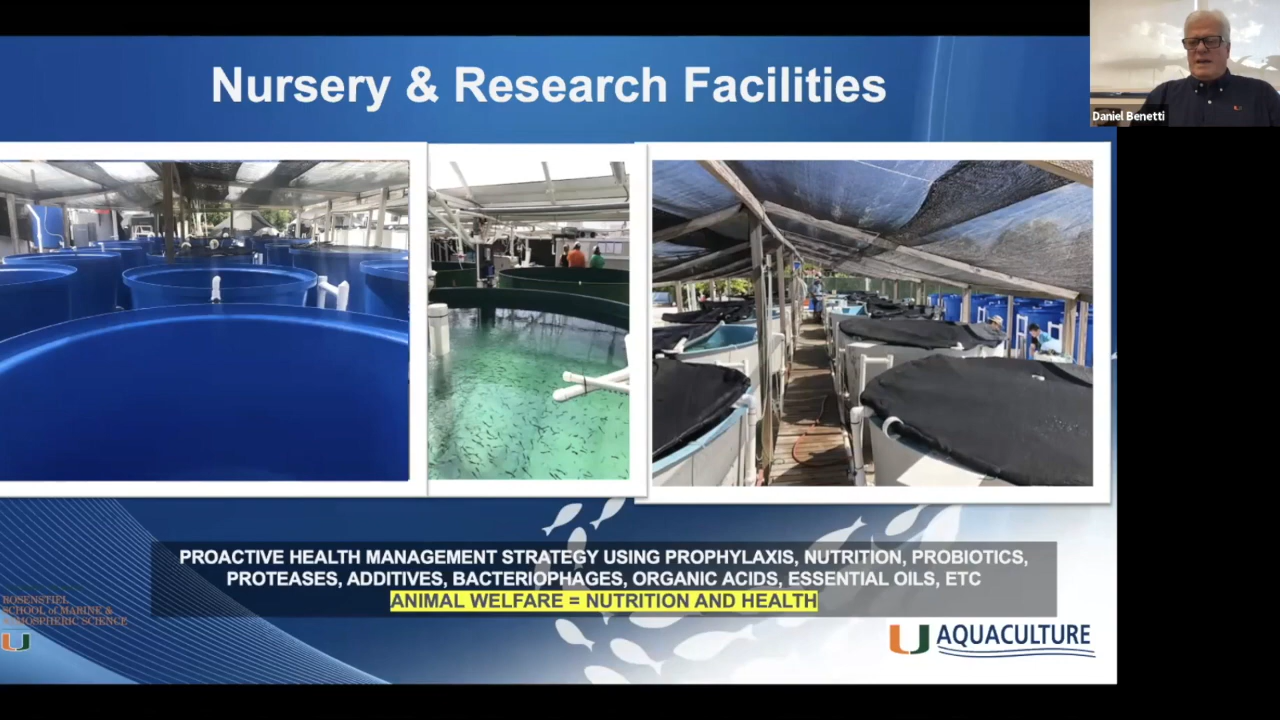 Nursery & Research Facilities
Daniel Benetti
PROACTIVE HEALTH MANAGEMENT STRATEGY USING PROPHYLAXIS, NUTRITION, PROBIOTICS,
PROTEASES, ADDITIVES, BACTERIOPHAGES, ORGANIC ACIDS, ESSENTIAL OILS, ETC
ANIMAL WELFARE = NUTRITION AND HEALTH
ROSENSTIEL
SCHOOL of MARINE &
ATMOSPHERIC SCIENCE
U
U AQUACULTURE